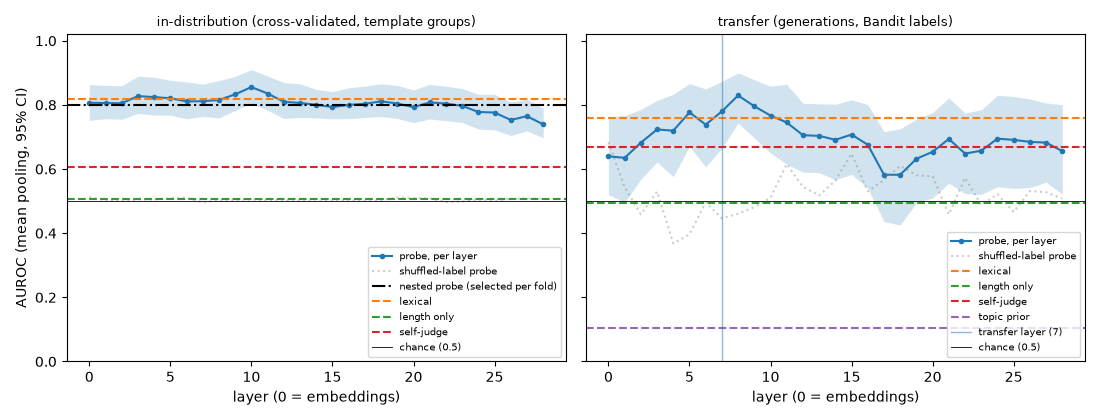 in-distribution (cross-validated, template groups)
AUROC (mean pooling, 95% CI)
1.0
0.8
0.6
0.4
0.2
0.0
probe, per layer
shuffled-label probe
nested probe (selected per fold)
lexical
length only
self-judge
chance (0.5)
0 5 10 15 20 25
layer (0 = embeddings)
transfer (generations, Bandit labels)
probe, per layer
shuffled-label probe
lexical
length only
self-judge
topic prior
transfer layer (7)
chance (0.5)
0 5 10 15 20 25
layer (0 = embeddings)